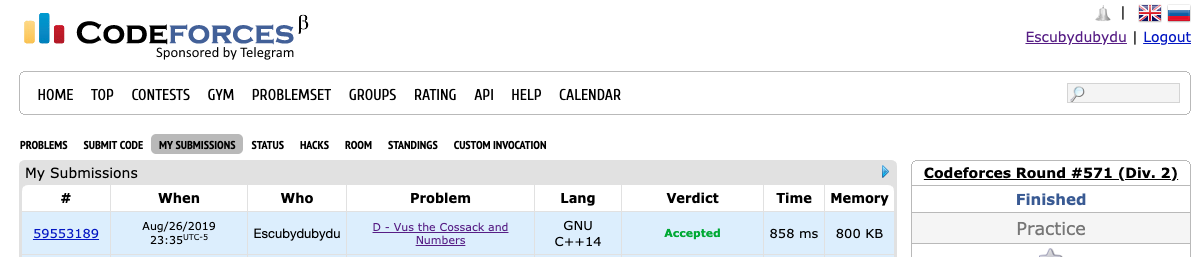 CODEFORCES β
Sponsored by Telegram
|
Escubydubydu | Logout
HOME TOP CONTESTS GYM PROBLEMSET GROUPS RATING API HELP CALENDAR
PROBLEMS SUBMIT CODE MY SUBMISSIONS STATUS HACKS ROOM STANDINGS CUSTOM INVOCATION
My Submissions
# When Who Problem Lang Verdict Time Memory
59553189 Aug/26/2019 23:35UTC-5 Escubydubydu D - Vus the Cossack and Numbers GNU C++14 Accepted 858 ms 800 KB
Codeforces Round #571 (Div. 2)
Finished
Practice